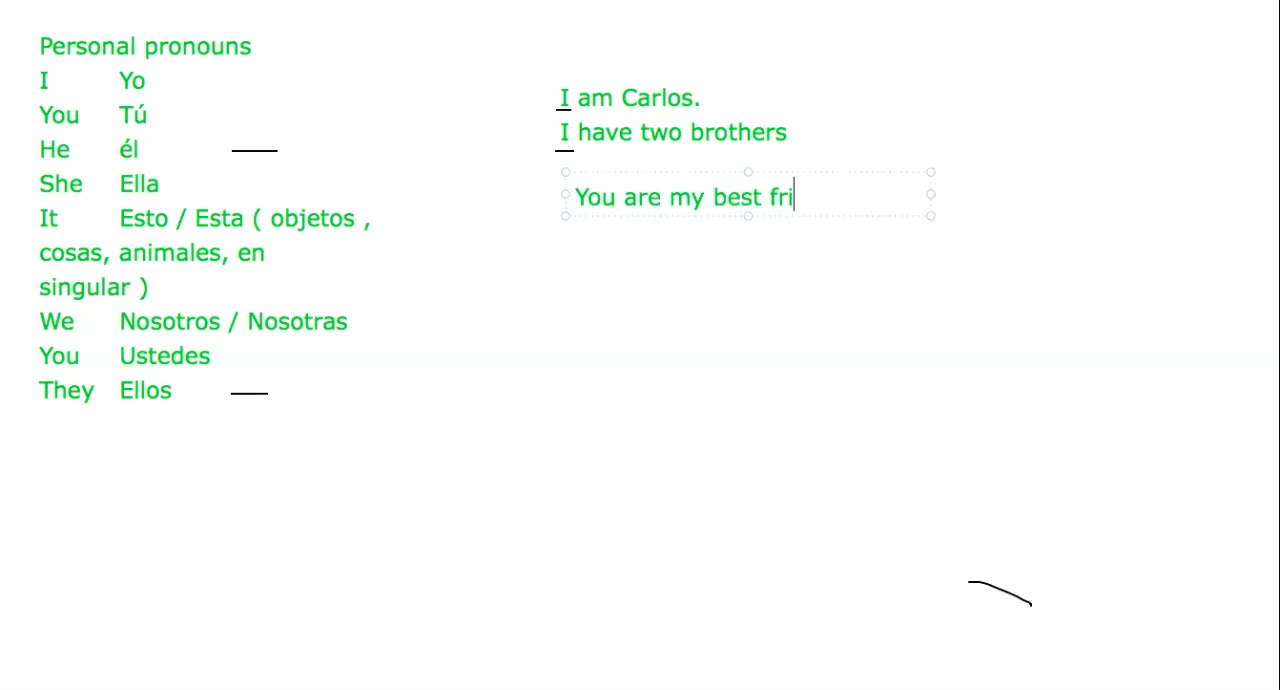 Personal pronouns
I Yo
You Tú
He él
She Ella
It Esto / Esta ( objetos ,
cosas, animales, en
singular )
We Nosotros / Nosotras
You Ustedes
They Ellos
I am Carlos.
I have two brothers
You are my best fri